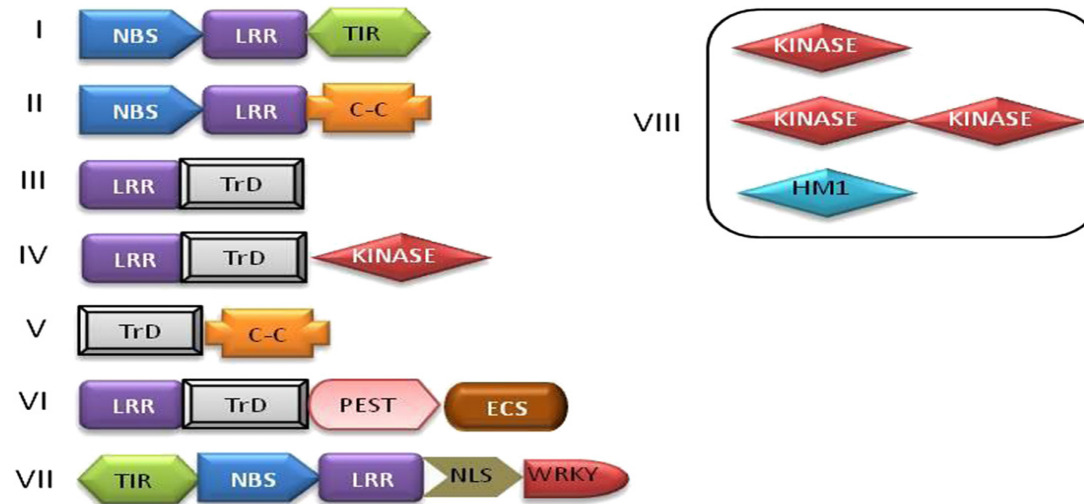 I NBS LRR TIR
II NBS LRR C-C
III LRR TrD
IV LRR TrD KINASE
V TrD C-C
VI LRR TrD PEST ECS
VII TIR NBS LRR NLS WRKY
VIII
KINASE
KINASE KINASE
HM1